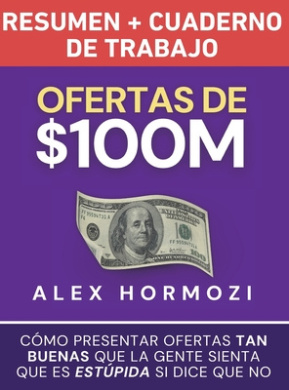 RESUMEN + CUADERNO
DE TRABAJO
OFERTAS DE
$100M
ALEX HORMOZI
CÓMO PRESENTAR OFERTAS TAN
BUENAS QUE LA GENTE SIENTA
QUE ES ESTÚPIDA SI DICE QUE NO